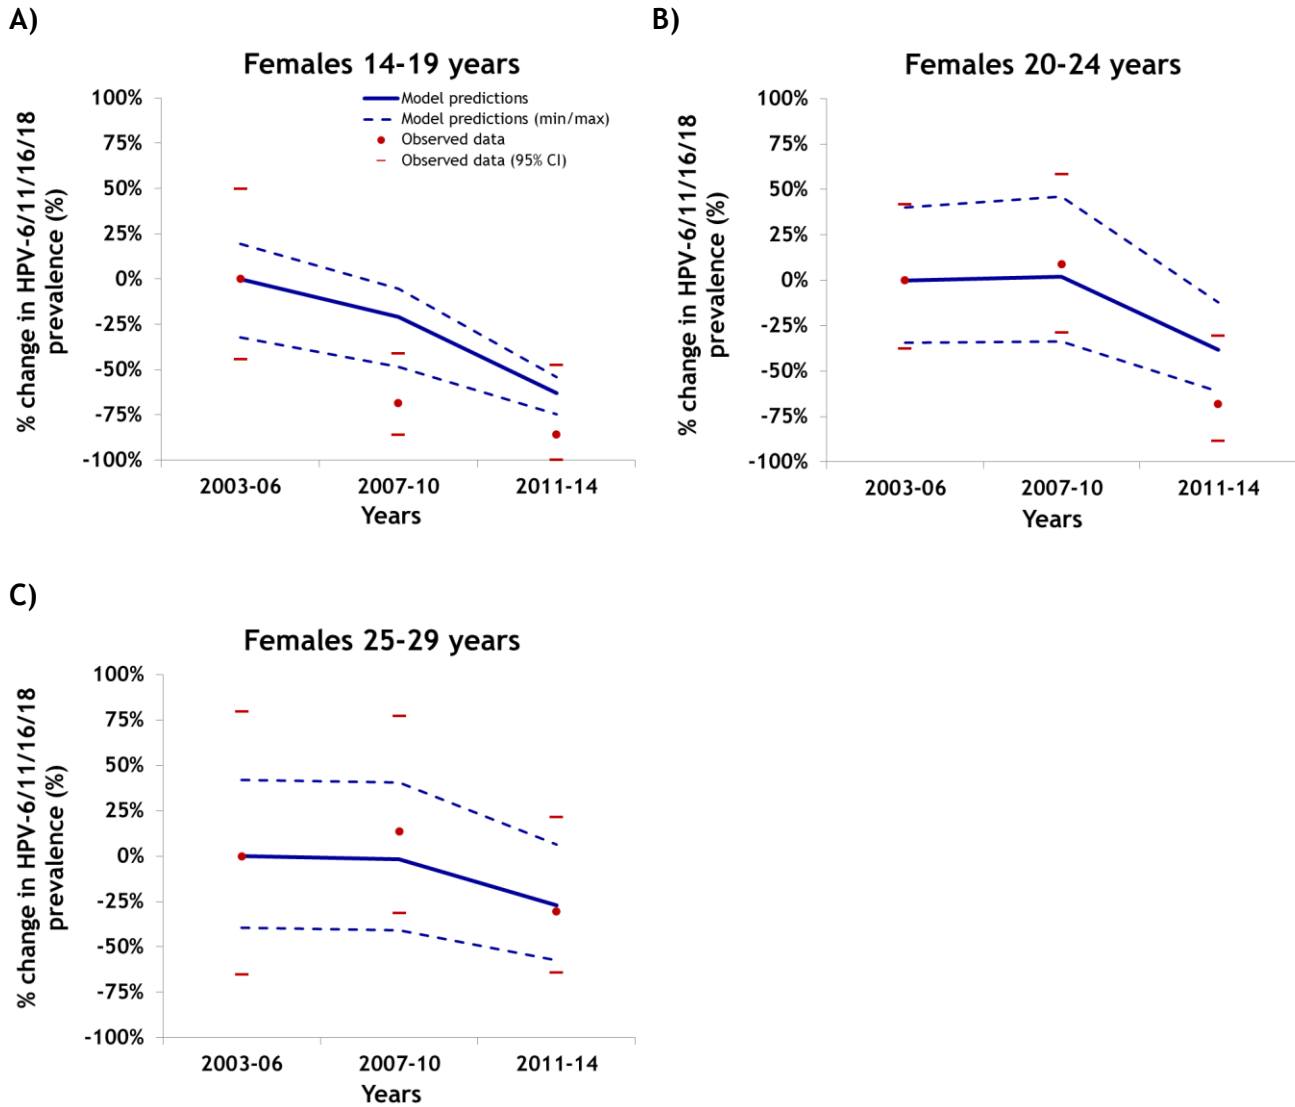 A)
Females 14-19 years
% change in HPV-6/11/16/18
prevalence (%)
100%
75%
50%
25%
0%
-25%
-50%
-75%
-100%
Model predictions
Model predictions (min/max)
Observed data
Observed data (95% CI)
2003-06 2007-10 2011-14
Years
B)
Females 20-24 years
% change in HPV-6/11/16/18
prevalence (%)
100%
75%
50%
25%
0%
-25%
-50%
-75%
-100%
2003-06 2007-10 2011-14
Years
C)
Females 25-29 years
% change in HPV-6/11/16/18
prevalence (%)
100%
75%
50%
25%
0%
-25%
-50%
-75%
-100%
2003-06 2007-10 2011-14
Years